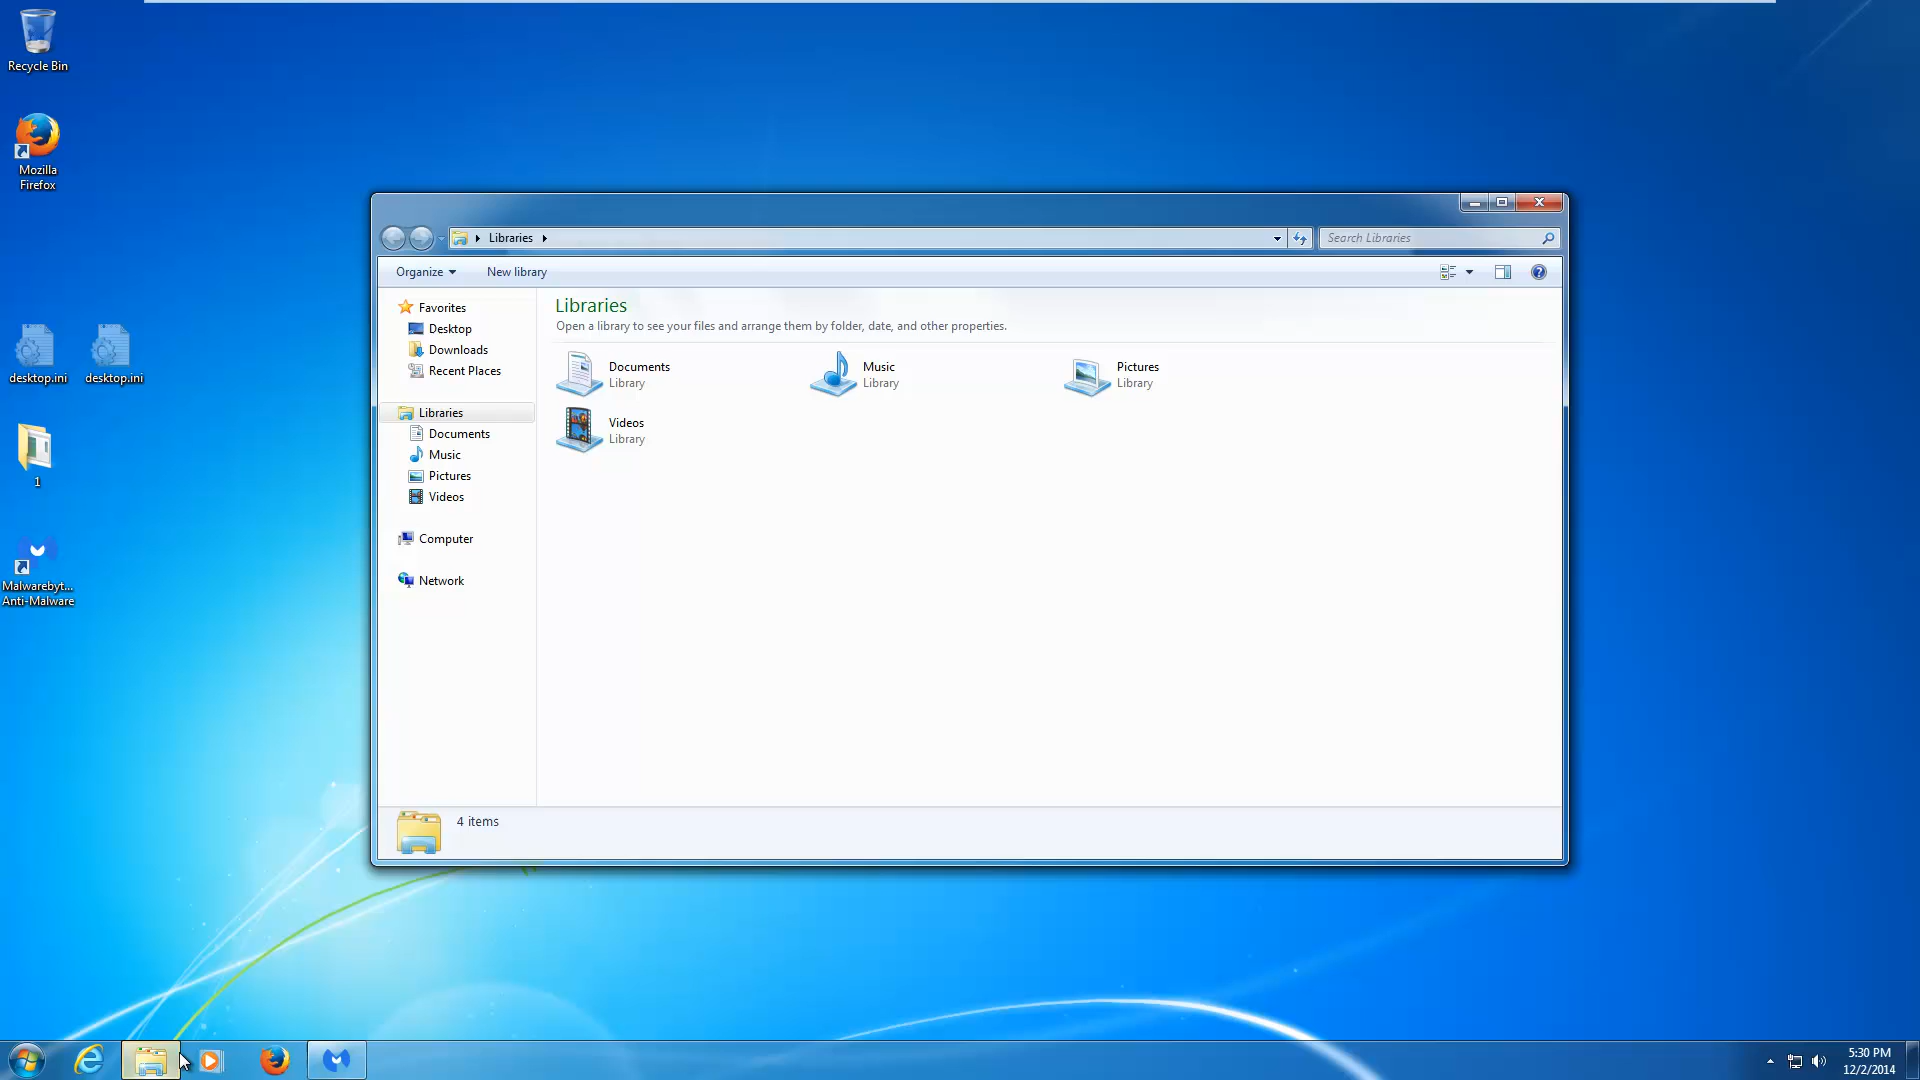 Recycle Bin
Mozilla
Firefox
desktop.ini
desktop.ini
1
Malwarebyt...
Anti-Malware
Libraries
Search Libraries
Organize
New library
Favorites
Desktop
Downloads
Recent Places
Libraries
Documents
Music
Pictures
Videos
Computer
Network
Libraries
Open a library to see your files and arrange them by folder, date, and other properties.
Documents
Library
Music
Library
Pictures
Library
Videos
Library
4 items
5:30 PM
12/2/2014